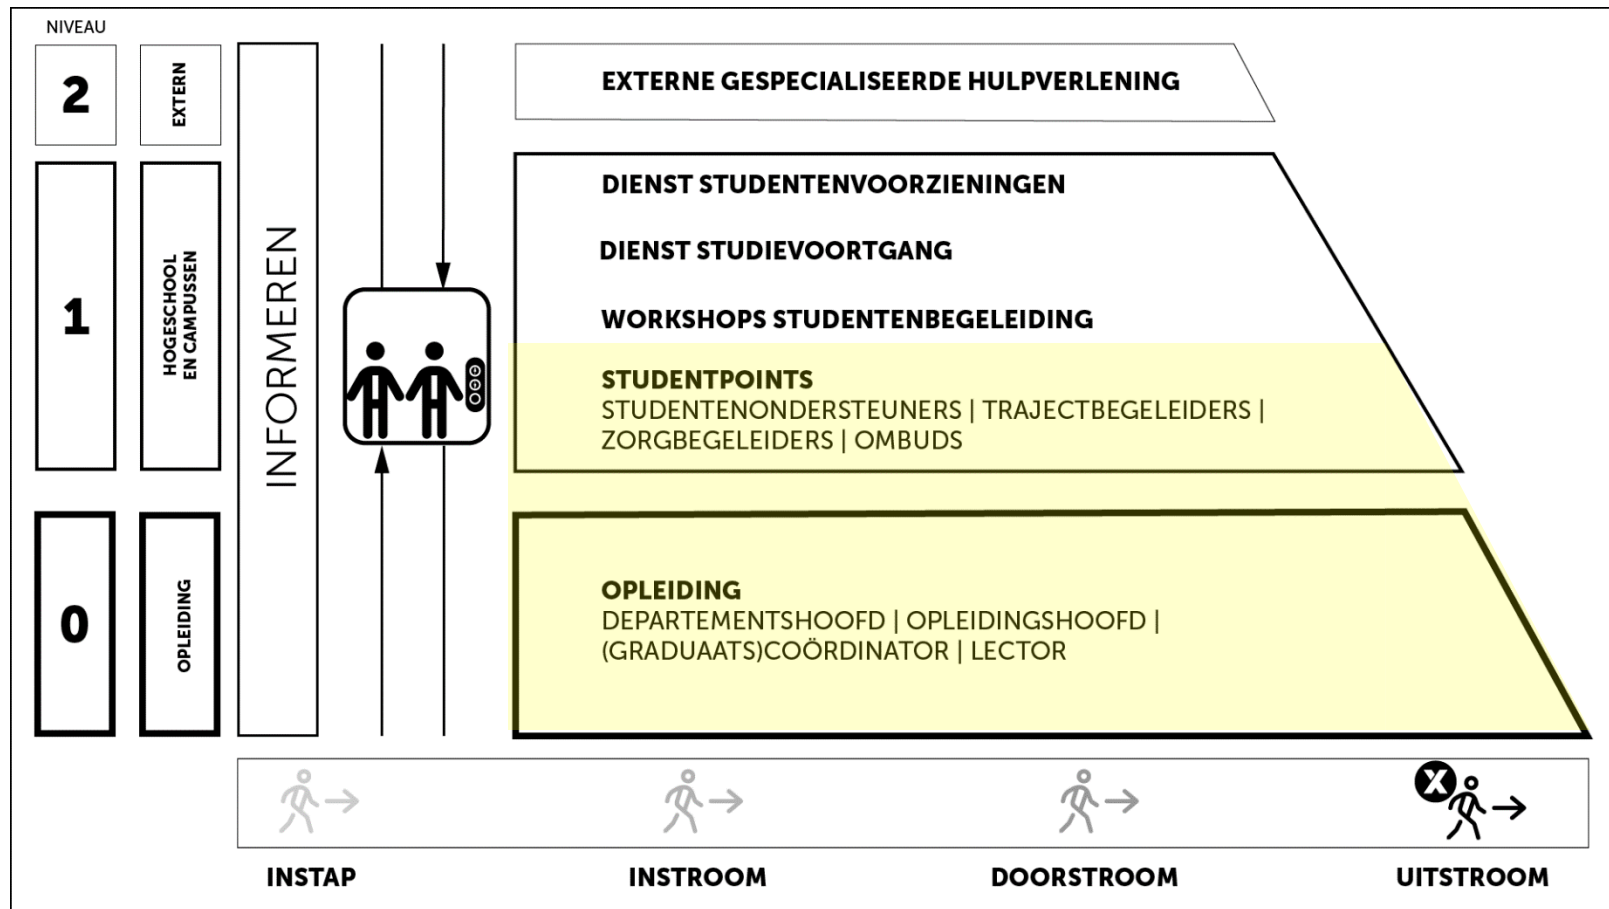 NIVEAU
2
EXTERN
EXTERNE GESPECIALISEERDE HULPVERLENING
1
HOGESCHOOL
EN CAMPUSSEN
INFORMEREN
DIENST STUDENTENVOORZIENINGEN
DIENST STUDIEVOORTGANG
WORKSHOPS STUDENTENBEGELEIDING
STUDENTPOINTS
STUDENTENONDERSTEUNERS | TRAJECTBEGELEIDERS |
ZORGBEGELEIDERS | OMBUDS
0
OPLEIDING
OPLEIDING
DEPARTEMENTSHOOFD | OPLEIDINGSHOOFD |
(GRADUAATS)COÖRDINATOR | LECTOR
X
INSTAP
INSTROOM
DOORSTROOM
UITSTROOM